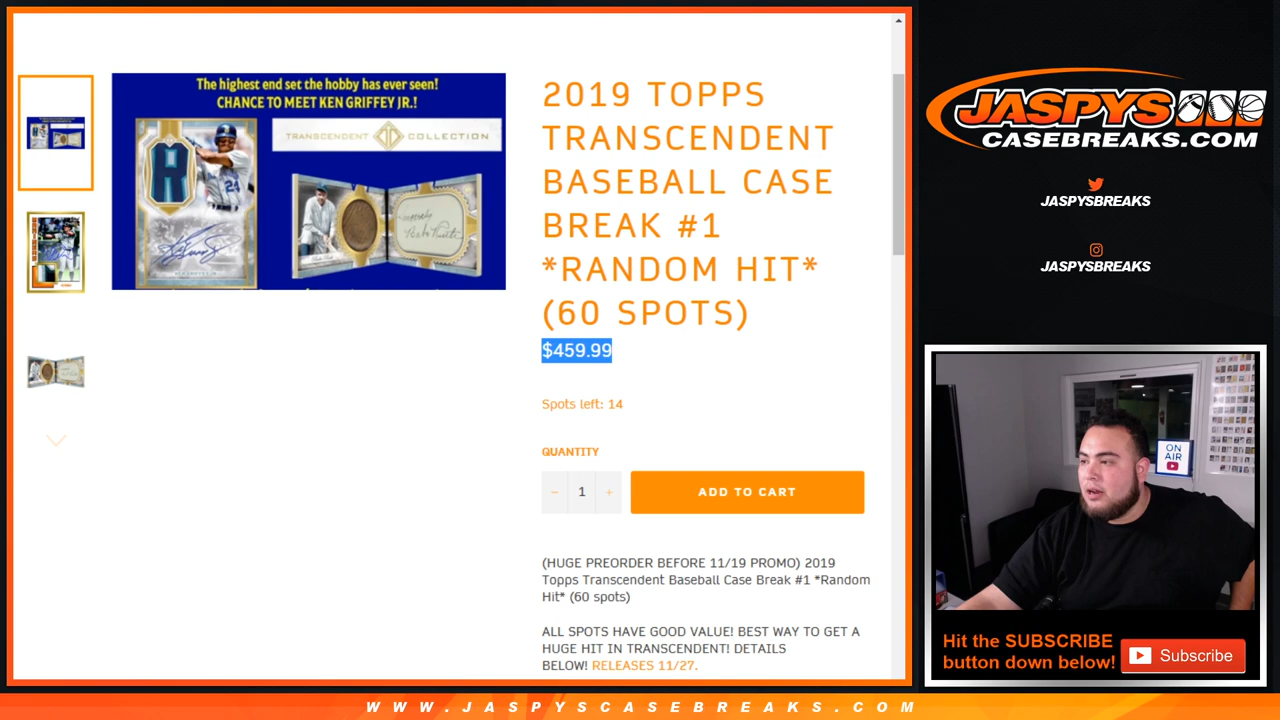 The highest end set the hobby has ever seen!
CHANCE TO MEET KEN GRIFFEY JR.!
TRANSCENDENT COLLECTION
2019 TOPPS
TRANSCENDENT
BASEBALL CASE
BREAK #1
*RANDOM HIT*
(60 SPOTS)
$459.99
Spots left: 14
QUANTITY
− 1 +
ADD TO CART
(HUGE PREORDER BEFORE 11/19 PROMO) 2019
Topps Transcendent Baseball Case Break #1 *Random
Hit* (60 spots)
ALL SPOTS HAVE GOOD VALUE! BEST WAY TO GET A
HUGE HIT IN TRANSCENDENT! DETAILS
BELOW! RELEASES 11/27.
JASPYS
CASEBREAKS.COM
JASPYSBREAKS
JASPYSBREAKS
ON
AIR
Hit the SUBSCRIBE
button down below!
Subscribe
WWW.JASPYSCASEBREAKS.COM